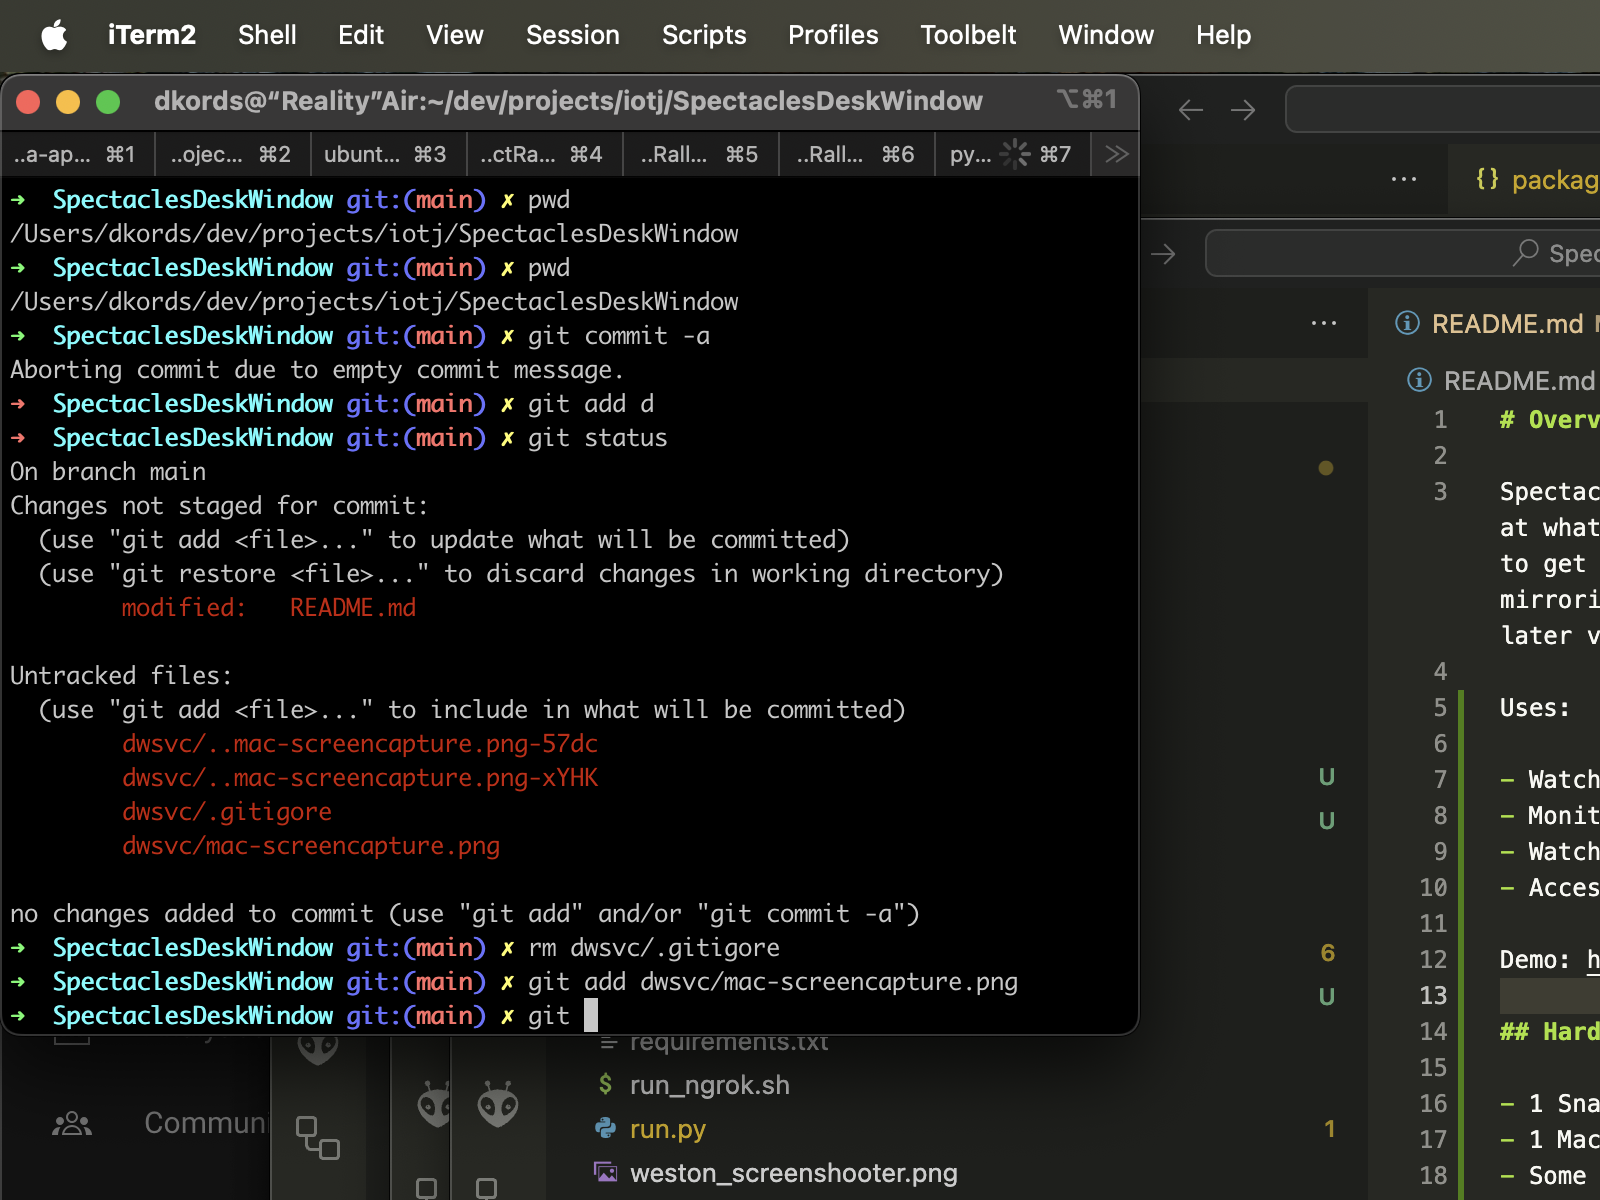 iTerm2 Shell Edit View Session Scripts Profiles Toolbelt Window Help
dkords@“Reality”Air:~/dev/projects/iotj/SpectaclesDeskWindow ⌥⌘1
..a-ap... ⌘1 ..ojec... ⌘2 ubunt... ⌘3 ..ctRa... ⌘4 ..Rall... ⌘5 ..Rall... ⌘6 py... ⌘7 >>
➜ SpectaclesDeskWindow git:(main) ✗ pwd
/Users/dkords/dev/projects/iotj/SpectaclesDeskWindow
➜ SpectaclesDeskWindow git:(main) ✗ pwd
/Users/dkords/dev/projects/iotj/SpectaclesDeskWindow
➜ SpectaclesDeskWindow git:(main) ✗ git commit -a
Aborting commit due to empty commit message.
➜ SpectaclesDeskWindow git:(main) ✗ git add d
➜ SpectaclesDeskWindow git:(main) ✗ git status
On branch main
Changes not staged for commit:
(use "git add <file>..." to update what will be committed)
(use "git restore <file>..." to discard changes in working directory)
modified: README.md
Untracked files:
(use "git add <file>..." to include in what will be committed)
dwsvc/..mac-screencapture.png-57dc
dwsvc/..mac-screencapture.png-xYHK
dwsvc/.gitigore
dwsvc/mac-screencapture.png
no changes added to commit (use "git add" and/or "git commit -a")
➜ SpectaclesDeskWindow git:(main) ✗ rm dwsvc/.gitigore
➜ SpectaclesDeskWindow git:(main) ✗ git add dwsvc/mac-screencapture.png
➜ SpectaclesDeskWindow git:(main) ✗ git
Communi
requirements.txt
$ run_ngrok.sh
run.py 1
weston_screenshooter.png
U
U
6
U
{} packag
Spec
README.md
README.md
1 # Overv
2
3 Spectac
at what
to get
mirrori
later v
4
5 Uses:
6
7 - Watch
8 - Monit
9 - Watch
10 - Acces
11
12 Demo: h
13
14 ## Hard
15
16 - 1 Sna
17 - 1 Mac
18 - Some